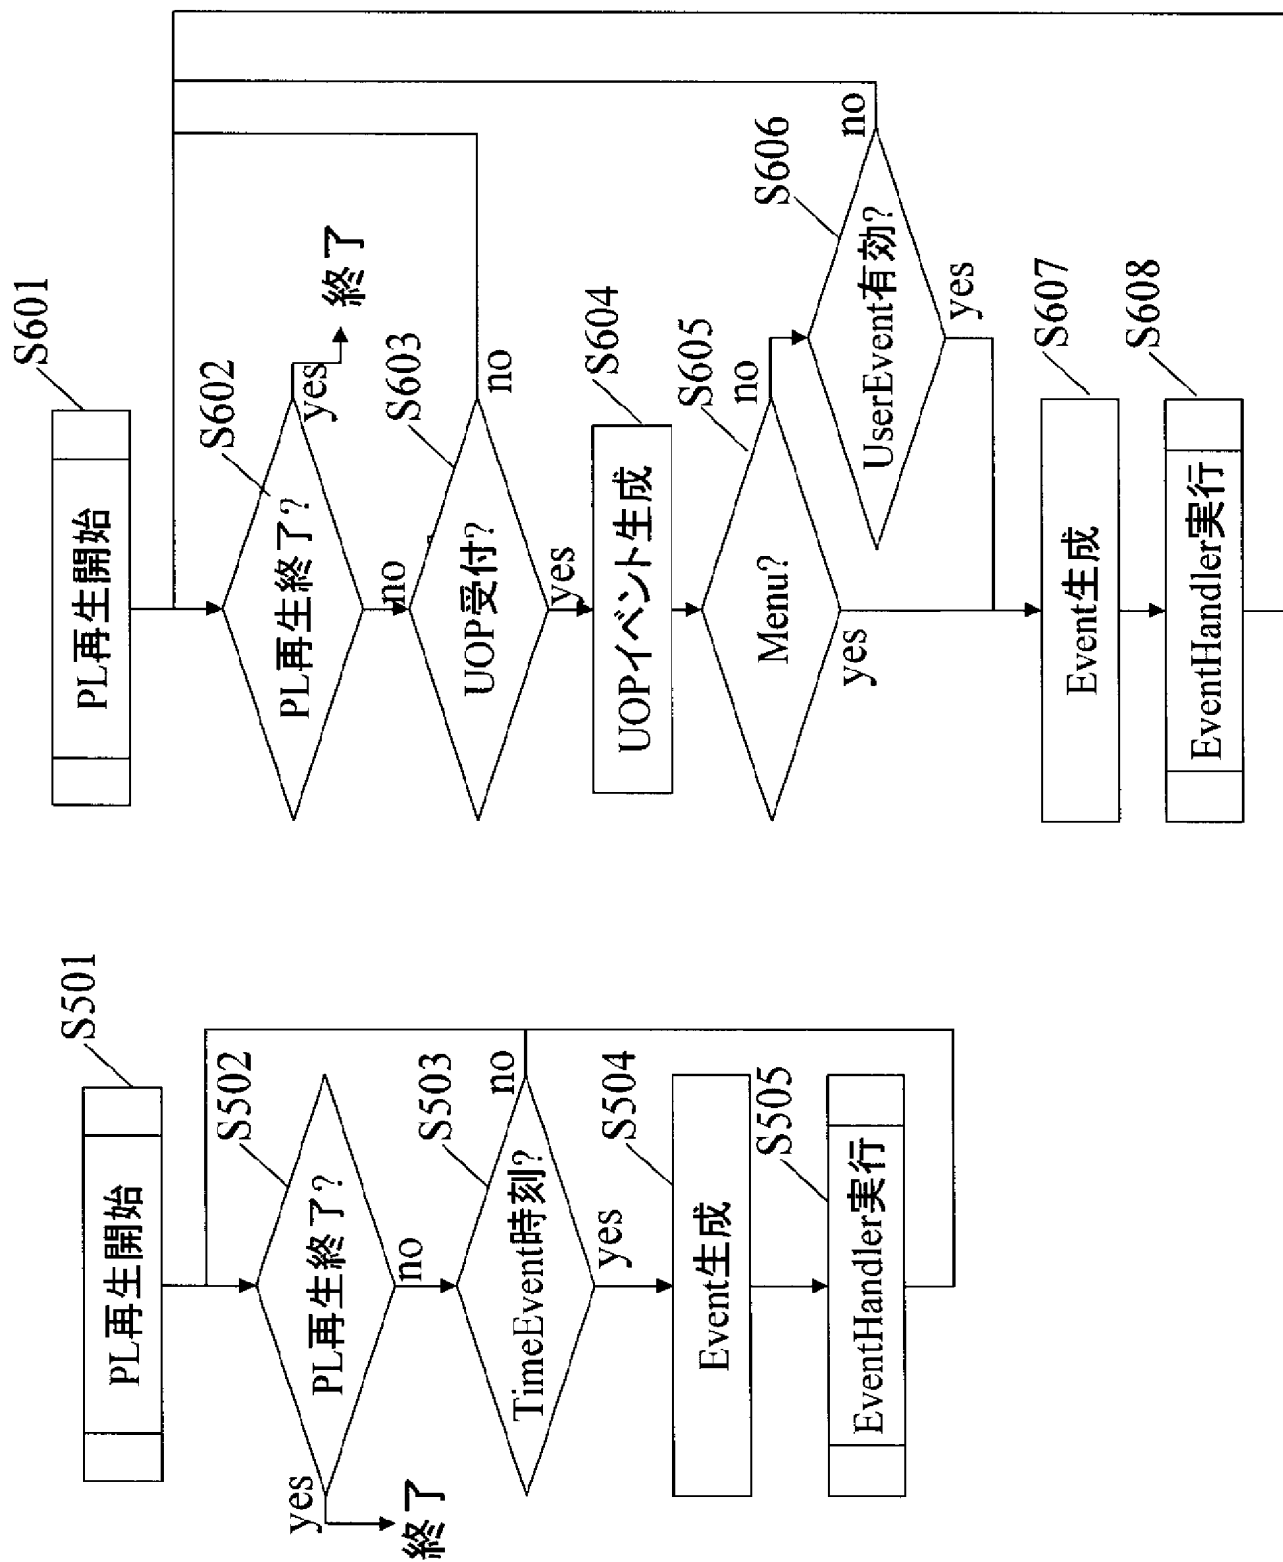 S501
PL再生開始
S502
PL再生終了?
yes
終了
no
S503
TimeEvent時刻?
no
yes
S504
Event生成
S505
EventHandler実行
S601
PL再生開始
S602
PL再生終了?
yes
終了
no
S603
UOP受付?
no
yes
S604
UOPイベント生成
S605
Menu?
no
yes
S606
UserEvent有効?
no
yes
S607
Event生成
S608
EventHandler実行